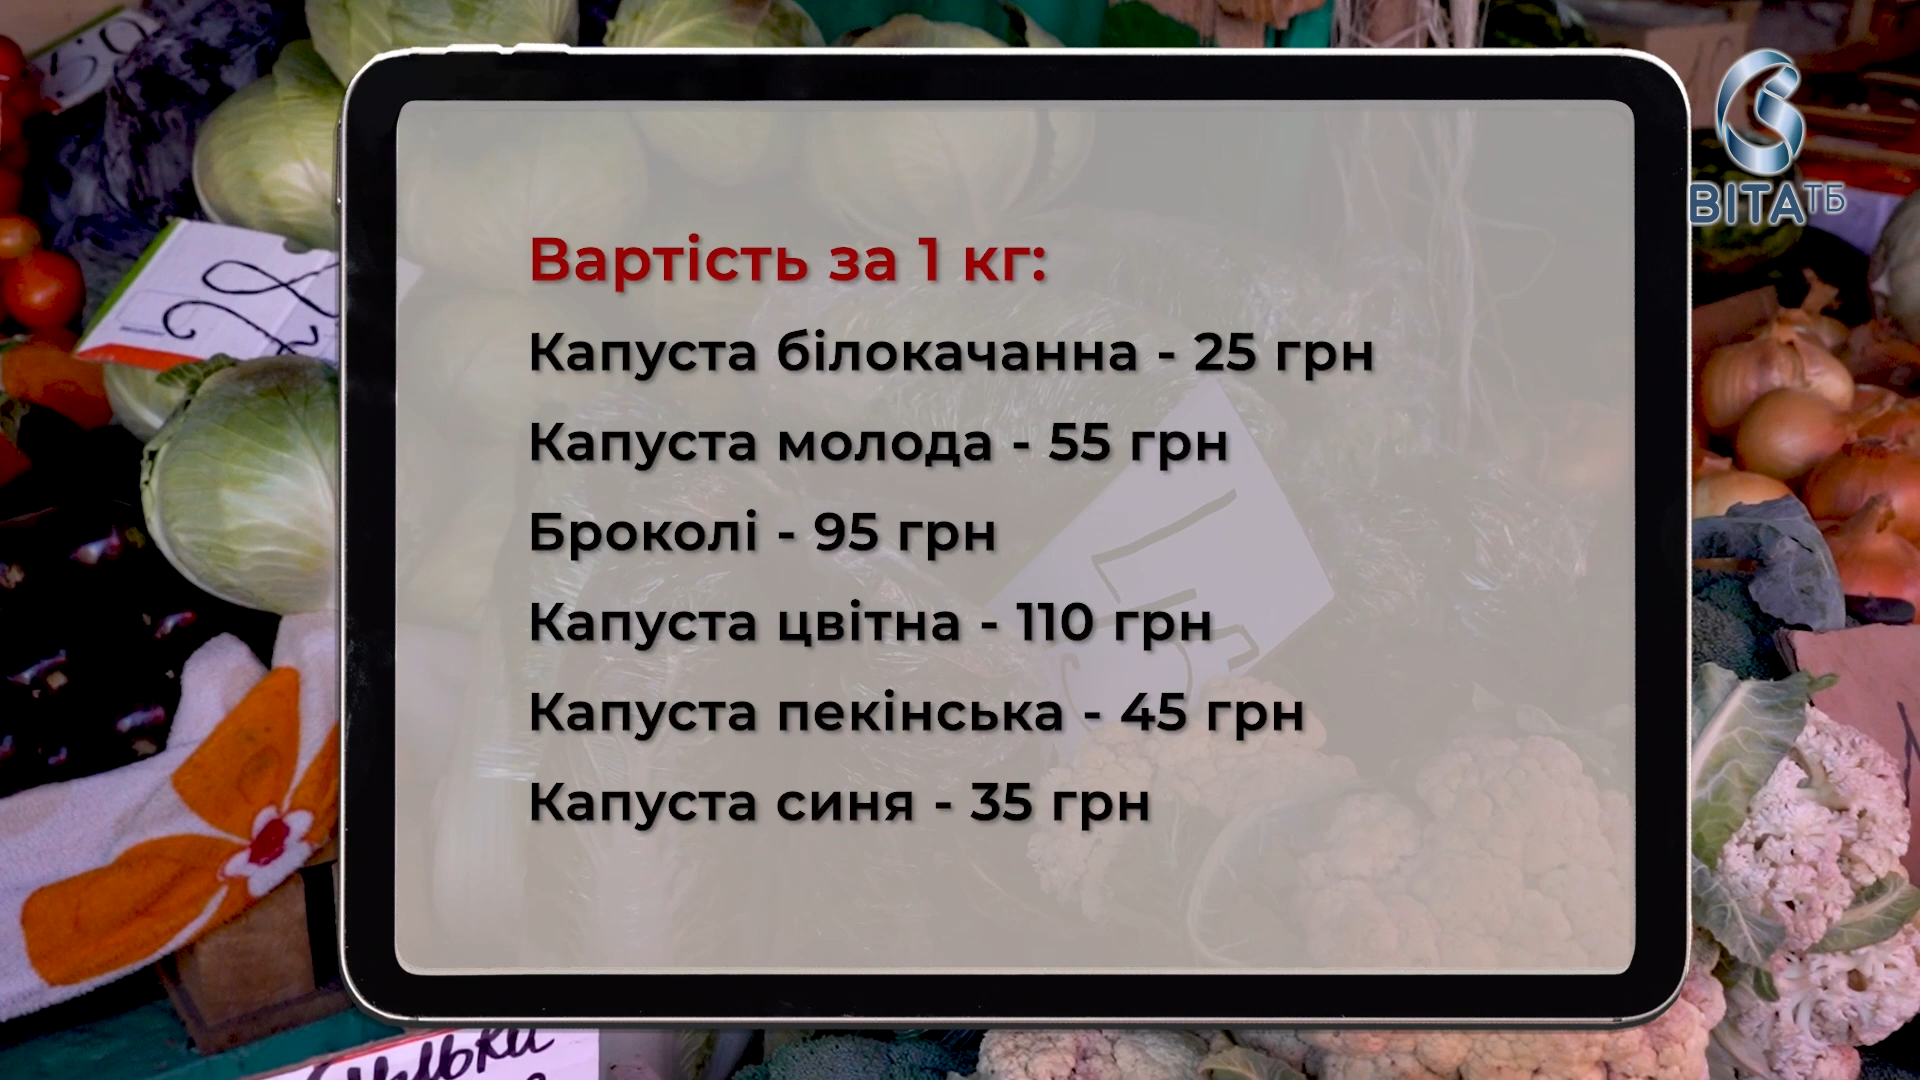 ВІТА ТБ
Вартість за 1 кг:
Капуста білокачанна - 25 грн
Капуста молода - 55 грн
Броколі - 95 грн
Капуста цвітна - 110 грн
Капуста пекінська - 45 грн
Капуста синя - 35 грн